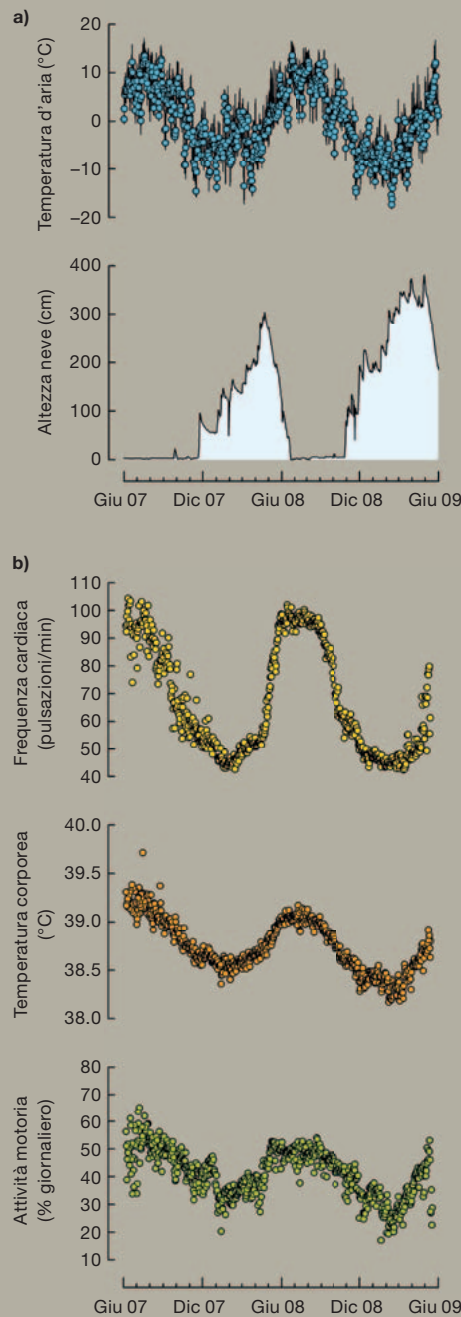 a)
Temperatura d'aria (°C)
20
10
0
−10
−20
Altezza neve (cm)
400
300
200
100
0
Giu 07 Dic 07 Giu 08 Dic 08 Giu 09
b)
Frequenza cardiaca
(pulsazioni/min)
110
100
90
80
70
60
50
40
Temperatura corporea
(°C)
40.0
39.5
39.0
38.5
38.0
Attività motoria
(% giornaliero)
80
70
60
50
40
30
20
10
Giu 07 Dic 07 Giu 08 Dic 08 Giu 09